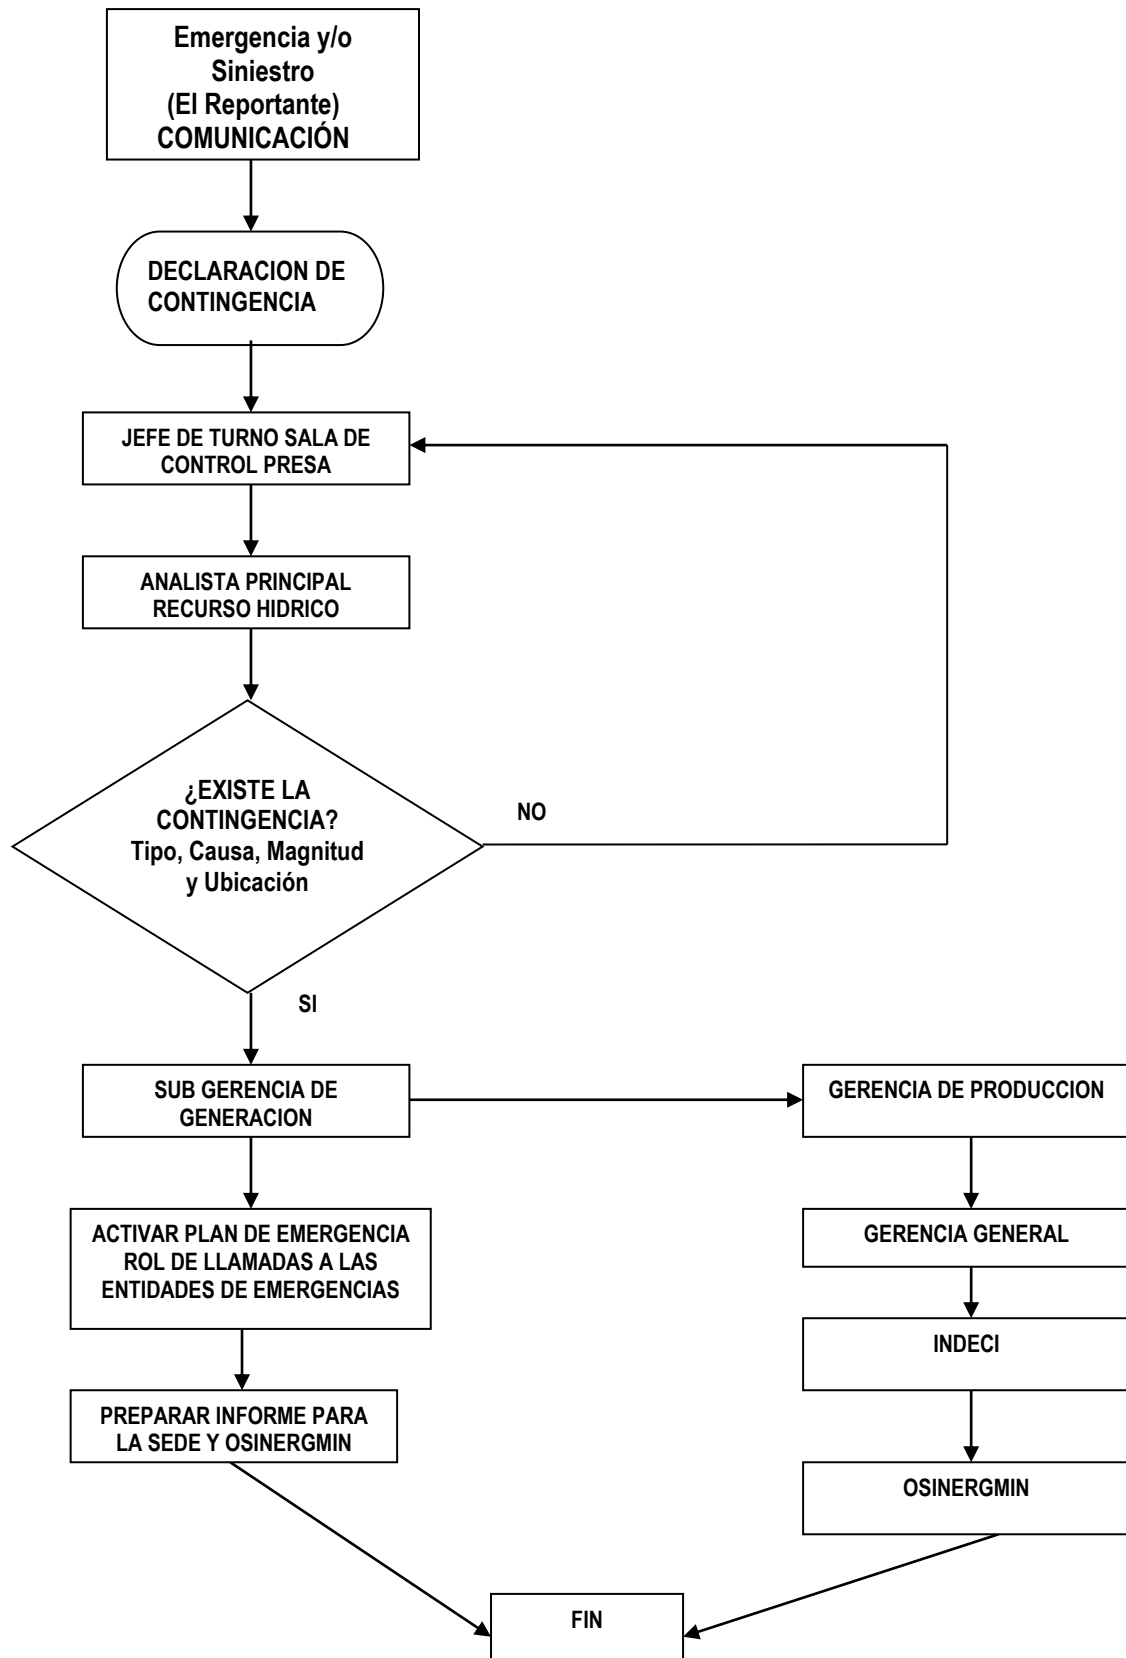 Emergencia y/o
Siniestro
(El Reportante)
COMUNICACIÓN
DECLARACION DE
CONTINGENCIA
JEFE DE TURNO SALA DE
CONTROL PRESA
ANALISTA PRINCIPAL
RECURSO HIDRICO
¿EXISTE LA
CONTINGENCIA?
Tipo, Causa, Magnitud
y Ubicación
NO
SI
SUB GERENCIA DE
GENERACION
GERENCIA DE PRODUCCION
ACTIVAR PLAN DE EMERGENCIA
ROL DE LLAMADAS A LAS
ENTIDADES DE EMERGENCIAS
GERENCIA GENERAL
INDECI
PREPARAR INFORME PARA
LA SEDE Y OSINERGMIN
OSINERGMIN
FIN